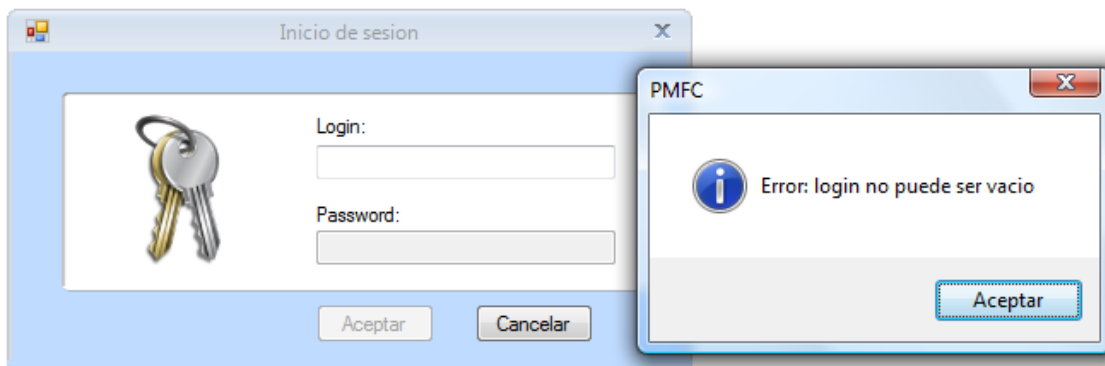 Inicio de sesion
Login:
Password:
Aceptar
Cancelar
PMFC
Error: login no puede ser vacio
Aceptar